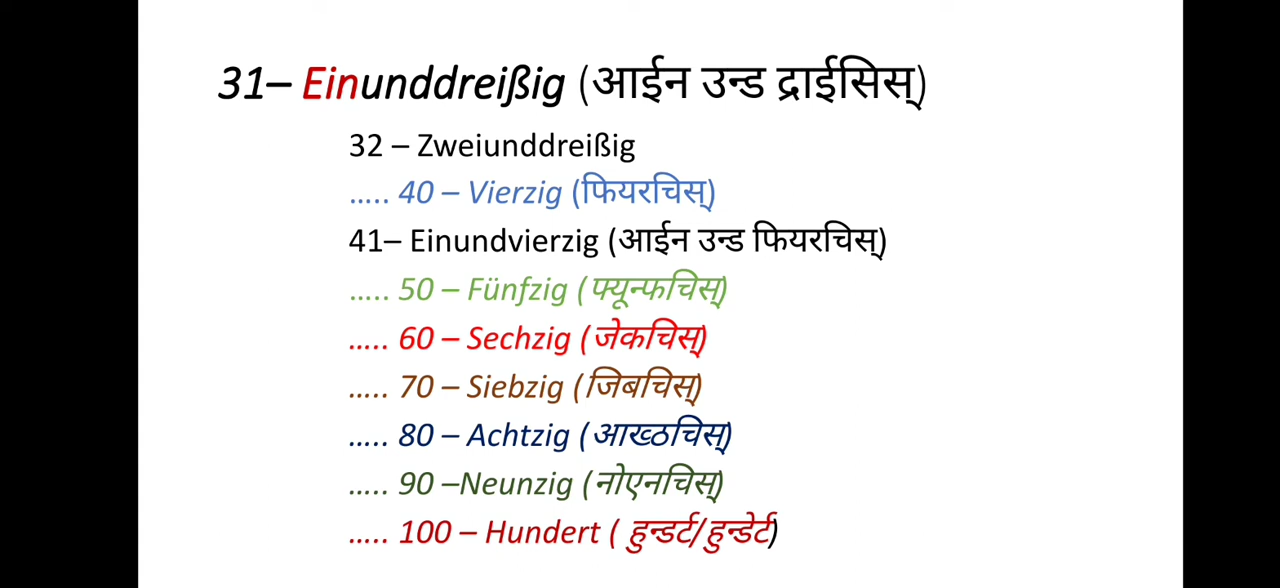 31– Einunddreißig (आईन उन्ड द्राईसिस्)
32 – Zweiunddreißig
..... 40 – Vierzig (फियरचिस्)
41– Einundvierzig (आईन उन्ड फियरचिस्)
..... 50 – Fünfzig (फ्यून्फचिस्)
..... 60 – Sechzig (जेकचिस्)
..... 70 – Siebzig (जिबचिस्)
..... 80 – Achtzig (आख्ठचिस्)
..... 90 –Neunzig (नोएनचिस्)
..... 100 – Hundert ( हुन्डर्ट/हुन्डेर्ट)